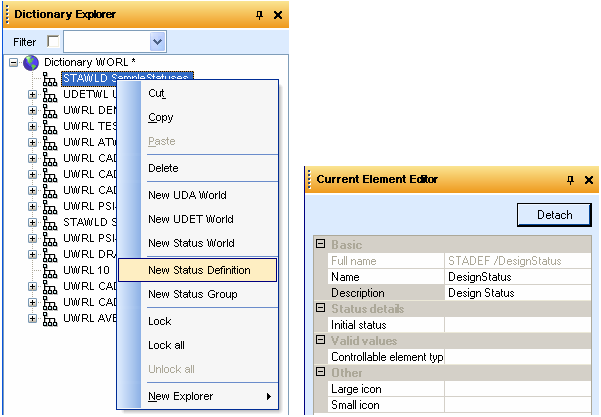 Dictionary Explorer
Filter
Dictionary WORL *
STAWLD SampleStatuses
UDETWL U
UWRL DEN
UWRL TES
UWRL ATW
UWRL CAD
UWRL CAD
UWRL CAD
UWRL PSI-
STAWLD S
UWRL PSI-
UWRL DRA
UWRL 10
UWRL CAD
UWRL AVE
Cut
Copy
Paste
Delete
New UDA World
New UDET World
New Status World
New Status Definition
New Status Group
Lock
Lock all
Unlock all
New Explorer
Current Element Editor
Detach
Basic
Full name STADEF /DesignStatus
Name DesignStatus
Description Design Status
Status details
Initial status
Valid values
Controllable element typ
Other
Large icon
Small icon